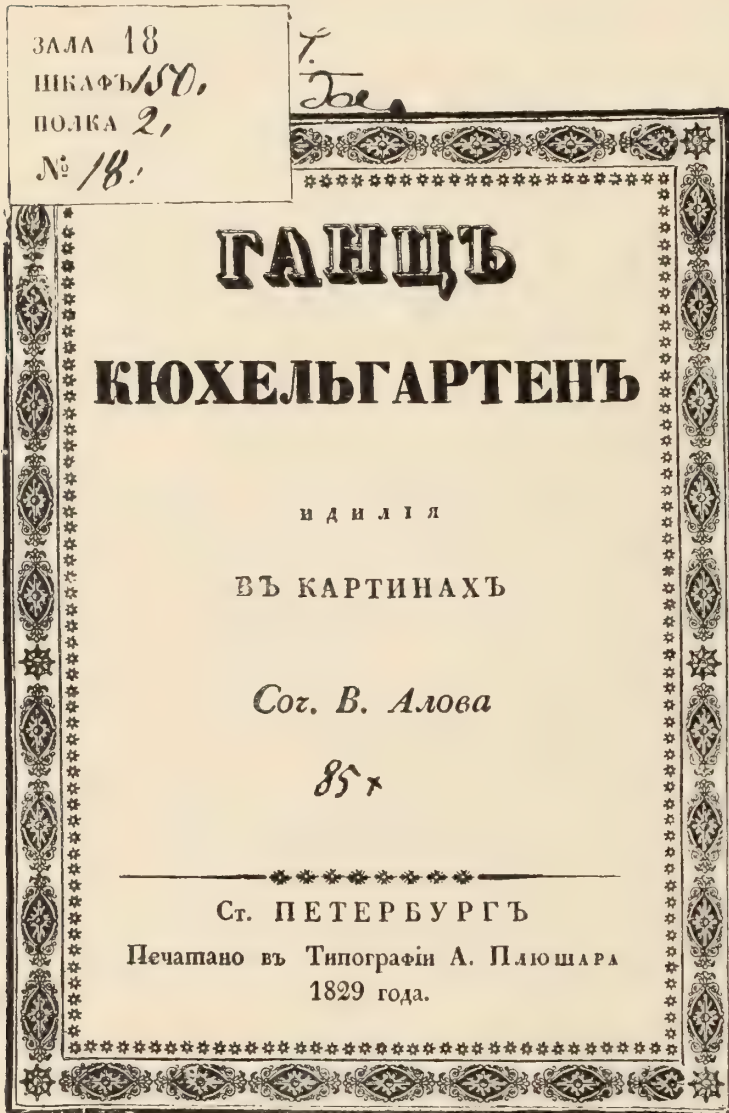 ЗАЛА 18
ШКАФЪ 150.
ПОЛКА 2,
№ 18.
ГАНЦЪ
КЮХЕЛЬГАРТЕНЪ
ИДИЛІЯ
ВЪ КАРТИНАХЪ
Соч. В. Алова
85
Ст. ПЕТЕРБУРГЪ
Печатано въ Типографіи А. Плюшара
1829 года.